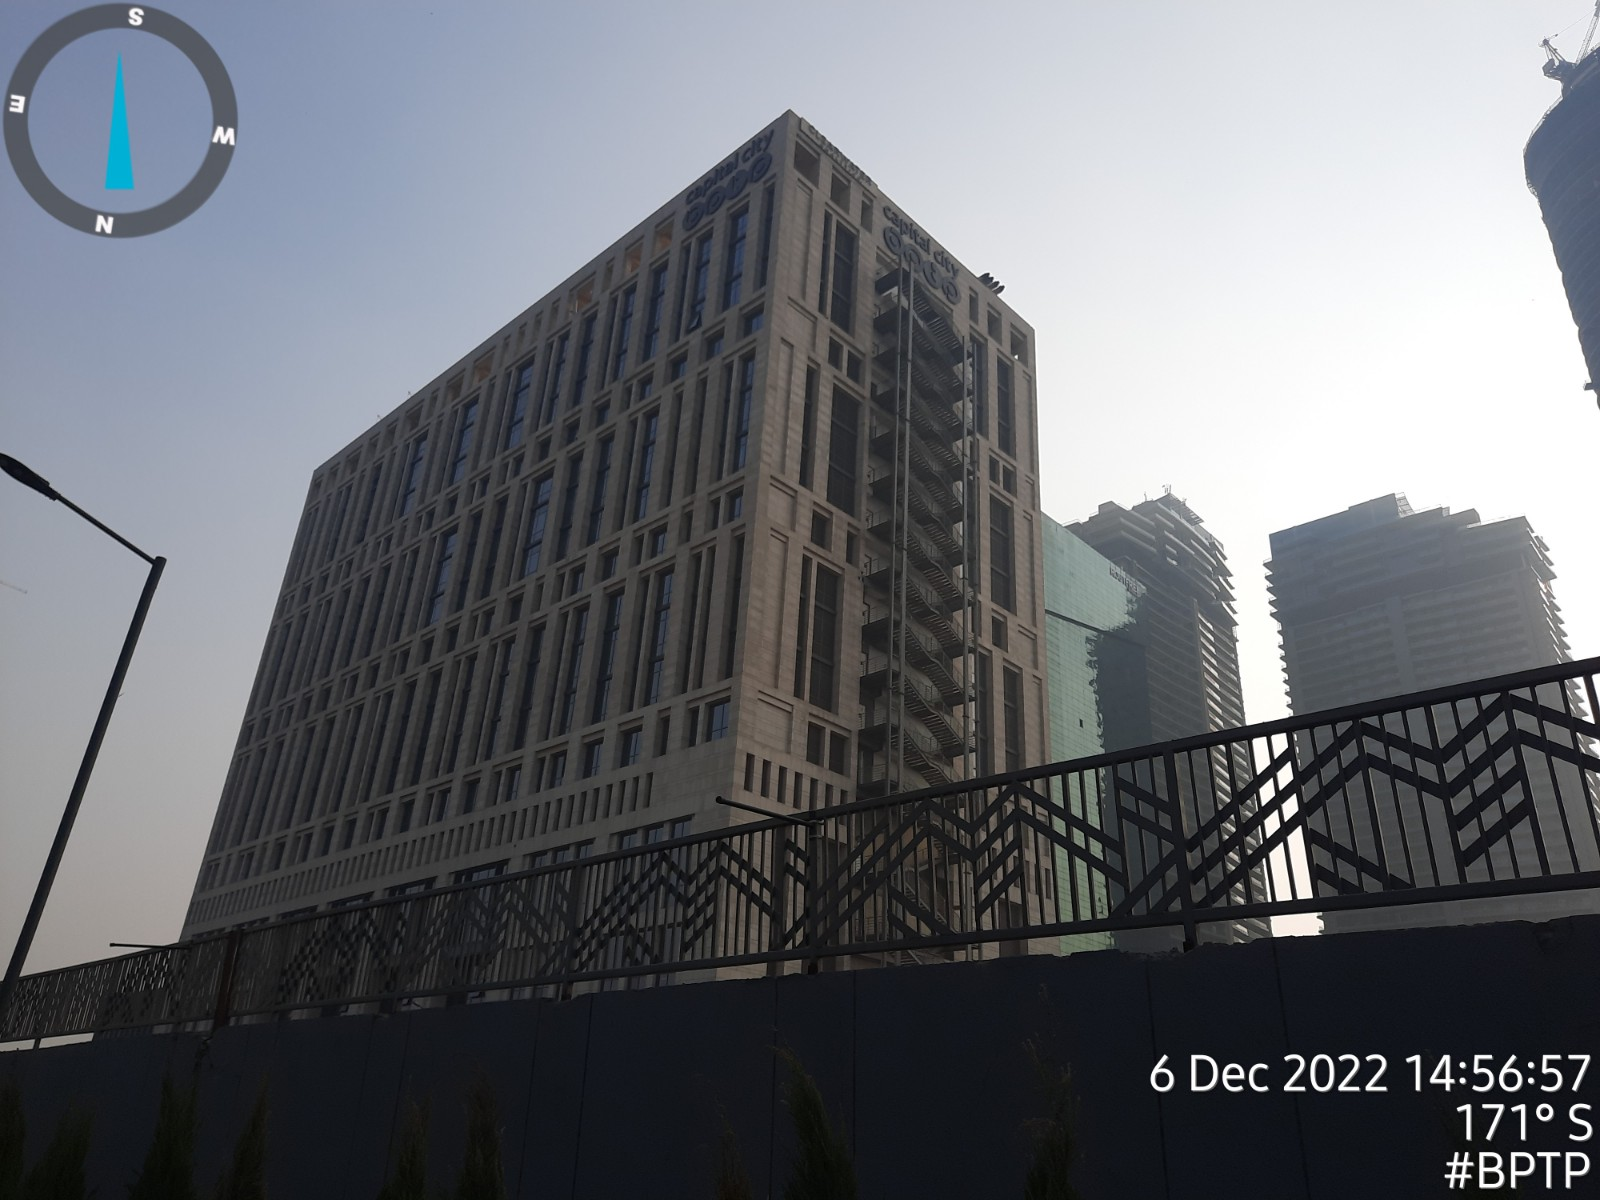 S
E
W
N
capital city
capital city
6 Dec 2022 14:56:57
171° S
#BPTP